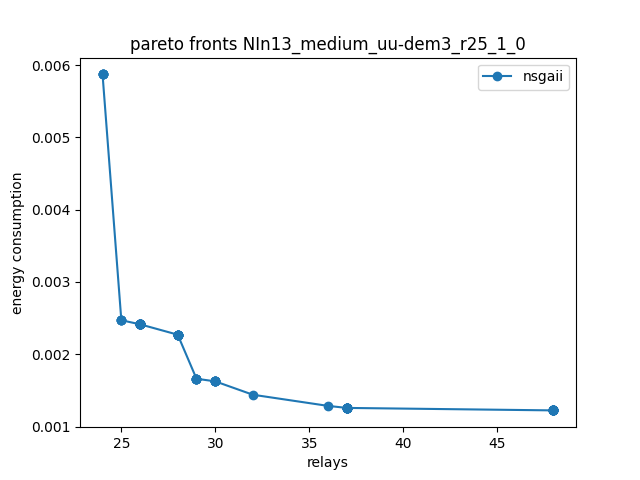 pareto fronts NIn13_medium_uu-dem3_r25_1_0
nsgaii
0.006
0.005
0.004
0.003
0.002
0.001
energy consumption
25 30 35 40 45
relays